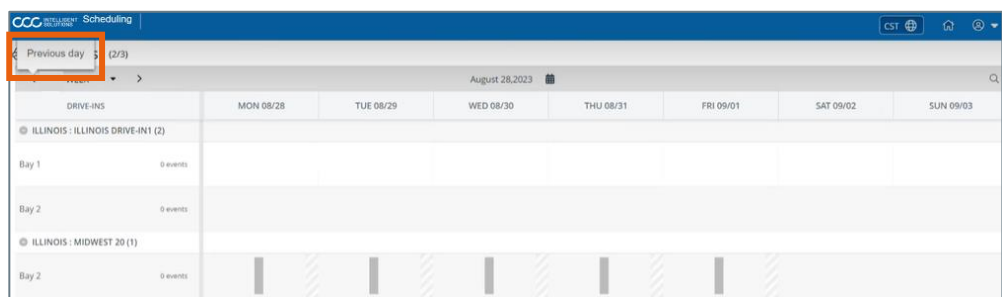 CCC INTELLIGENT SOLUTIONS Scheduling CST
Previous day S (2/3)
WEEK August 28,2023
DRIVE-INS MON 08/28 TUE 08/29 WED 08/30 THU 08/31 FRI 09/01 SAT 09/02 SUN 09/03
ILLINOIS : ILLINOIS DRIVE-IN1 (2)
Bay 1 0 events
Bay 2 0 events
ILLINOIS : MIDWEST 20 (1)
Bay 2 0 events